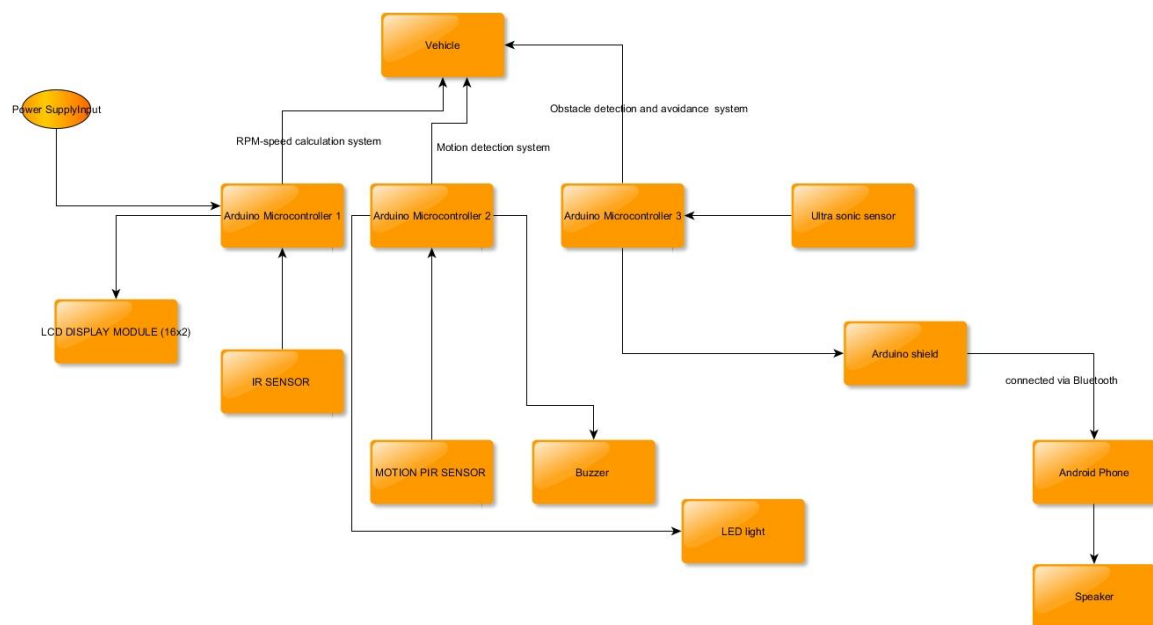 Vehicle
Power SupplyInput
Obstacle detection and avoidance  system
RPM-speed calculation system
Motion detection system
Arduino Microcontroller 1
Arduino Microcontroller 2
Arduino Microcontroller 3
Ultra sonic sensor
LCD DISPLAY MODULE (16x2)
Arduino shield
IR SENSOR
connected via Bluetooth
MOTION PIR SENSOR
Buzzer
Android Phone
LED light
Speaker